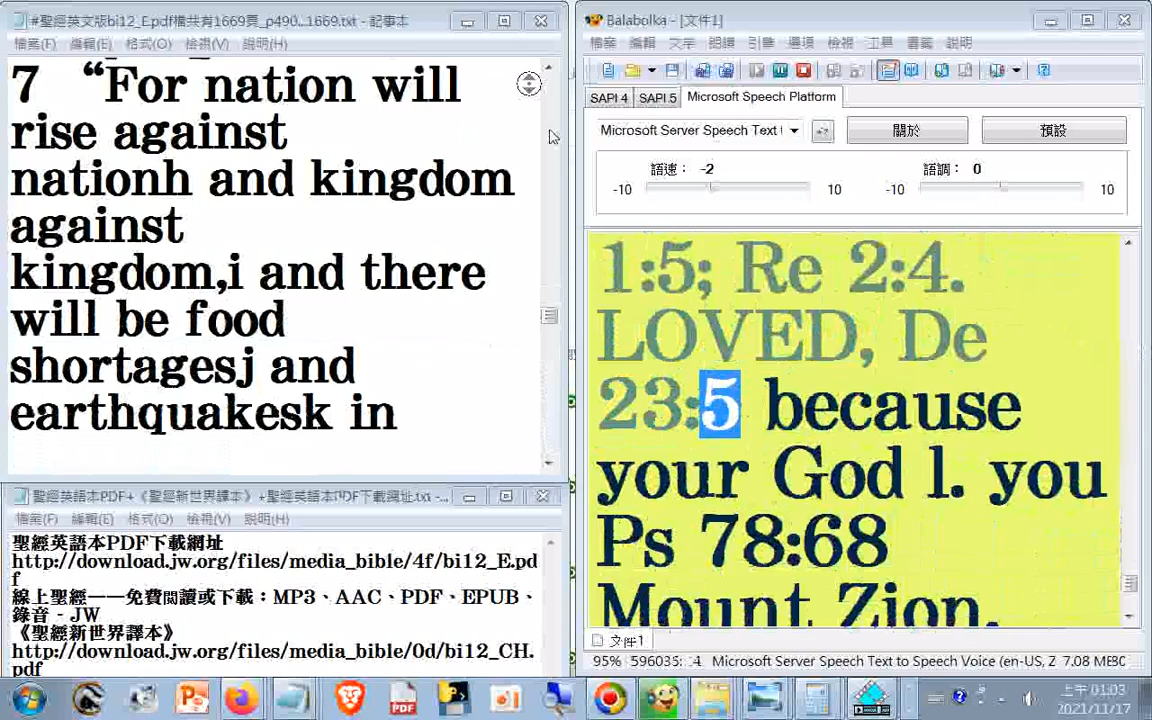 #聖經英文版bi12_E.pdf檔共有1669頁_p490...1669.txt - 記事本
檔案(F) 編輯(E) 格式(O) 檢視(V) 說明(H)
7 “For nation will
rise against
nationh and kingdom
against
kingdom,i and there
will be food
shortagesj and
earthquakesk in
聖經英語本PDF+《聖經新世界譯本》+聖經英語本PDF下載網址.txt - ...
檔案(F) 編輯(E) 格式(O) 檢視(V) 說明(H)
聖經英語本PDF下載網址
http://download.jw.org/files/media_bible/4f/bi12_E.pd
f
線上聖經——免費閱讀或下載：MP3、AAC、PDF、EPUB、
錄音 - JW
《聖經新世界譯本》
http://download.jw.org/files/media_bible/0d/bi12_CH.
pdf
Balabolka - [文件1]
檔案 編輯 文字 朗讀 引擎 選項 檢視 工具 書籤 說明
SAPI 4 SAPI 5 Microsoft Speech Platform
Microsoft Server Speech Text 關於 預設
語速： -2 語調： 0
-10 10 -10 10
1:5; Re 2:4.
LOVED, De
23:5 because
your God l. you
Ps 78:68
Mount Zion,
文件1
95% 596035: Microsoft Server Speech Text to Speech Voice (en-US, Z 7.08 MB
上午 01:03
2021/11/17